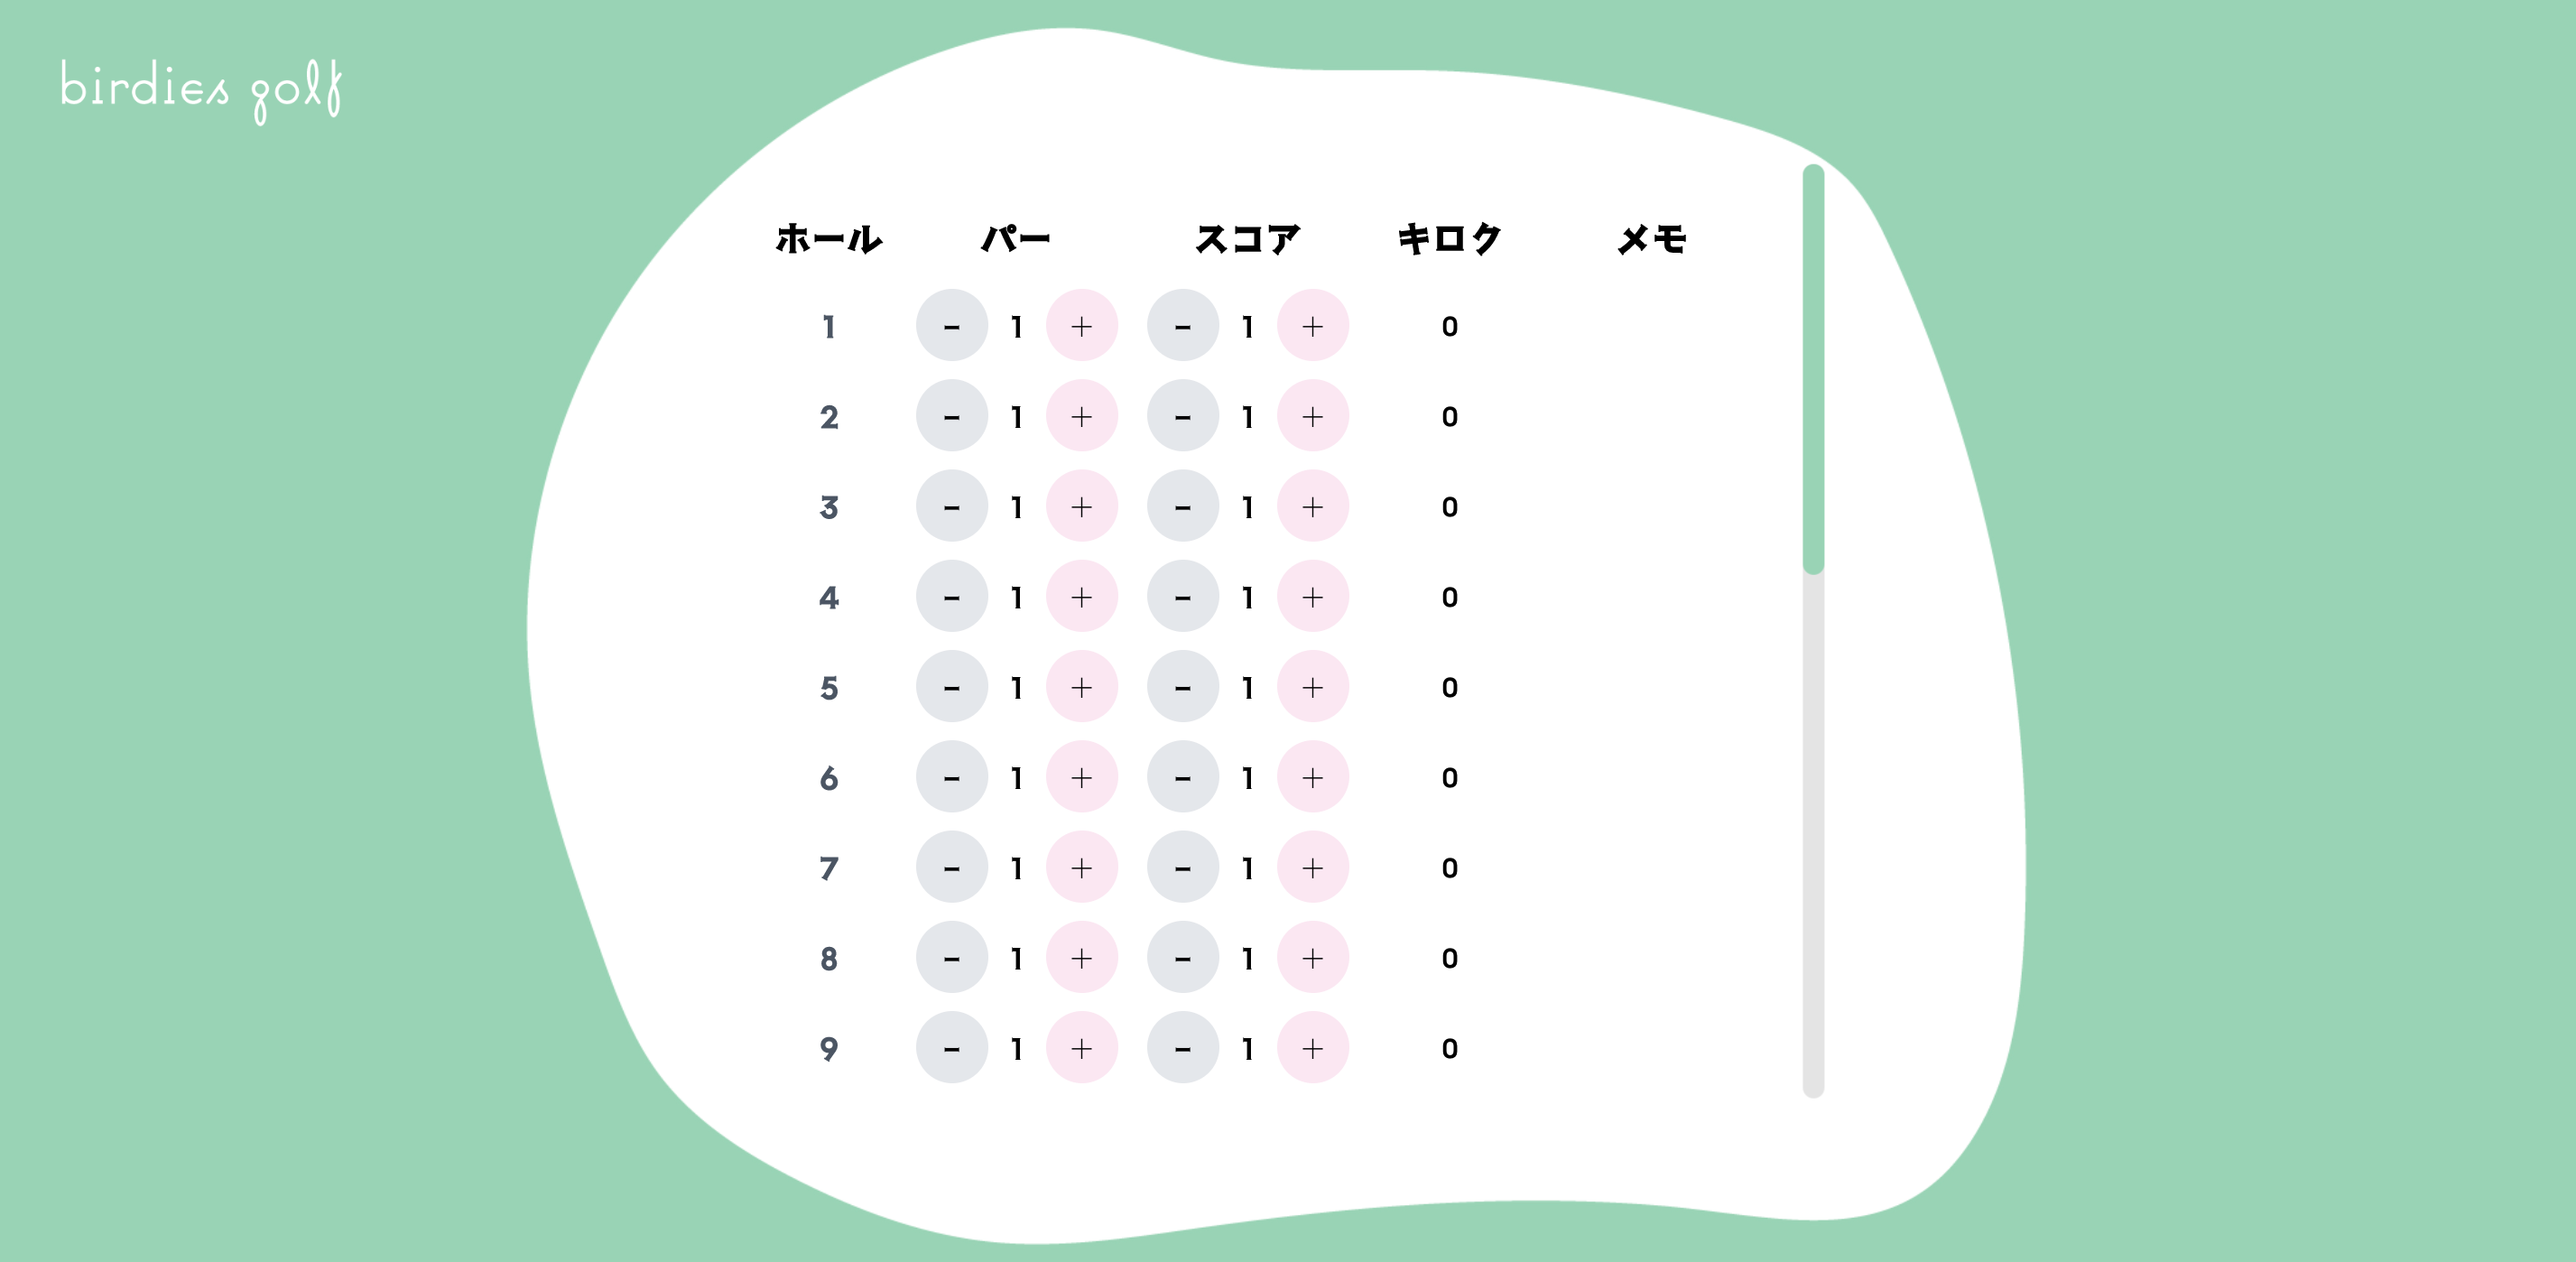 birdies golf
ホール パー スコア キロク メモ
1 - 1 + - 1 + 0
2 - 1 + - 1 + 0
3 - 1 + - 1 + 0
4 - 1 + - 1 + 0
5 - 1 + - 1 + 0
6 - 1 + - 1 + 0
7 - 1 + - 1 + 0
8 - 1 + - 1 + 0
9 - 1 + - 1 + 0